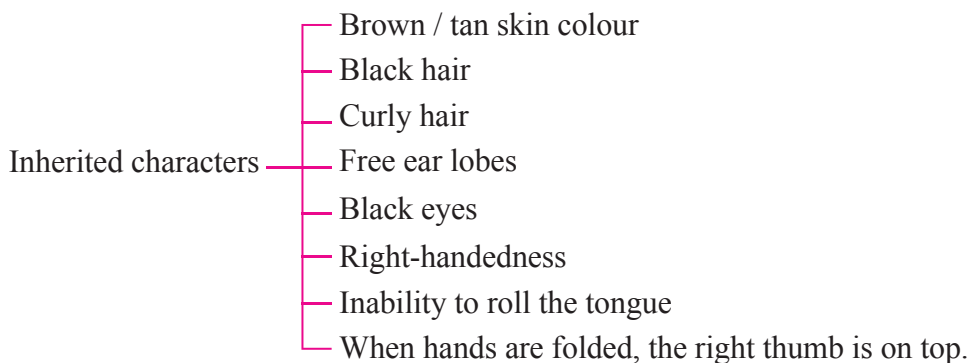 Brown / tan skin colour
Black hair
Curly hair
Inherited characters
Free ear lobes
Black eyes
Right-handedness
Inability to roll the tongue
When hands are folded, the right thumb is on top.